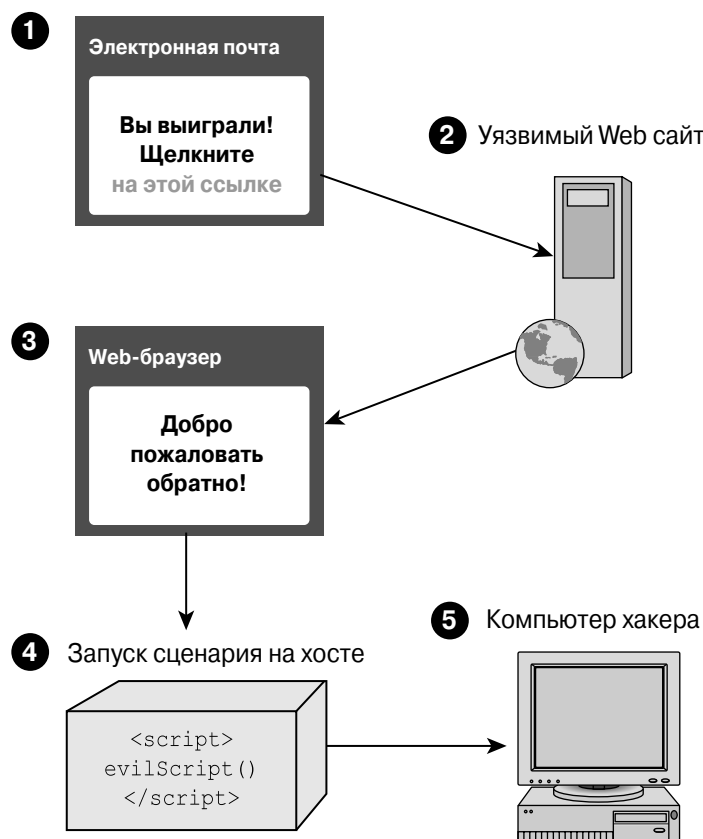 1
Электронная почта
Вы выиграли!
Щелкните
на этой ссылке
2 Уязвимый Web сайт
3
Web-браузер
Добро
пожаловать
обратно!
4 Запуск сценария на хосте
<script>
evilScript()
</script>
5 Компьютер хакера